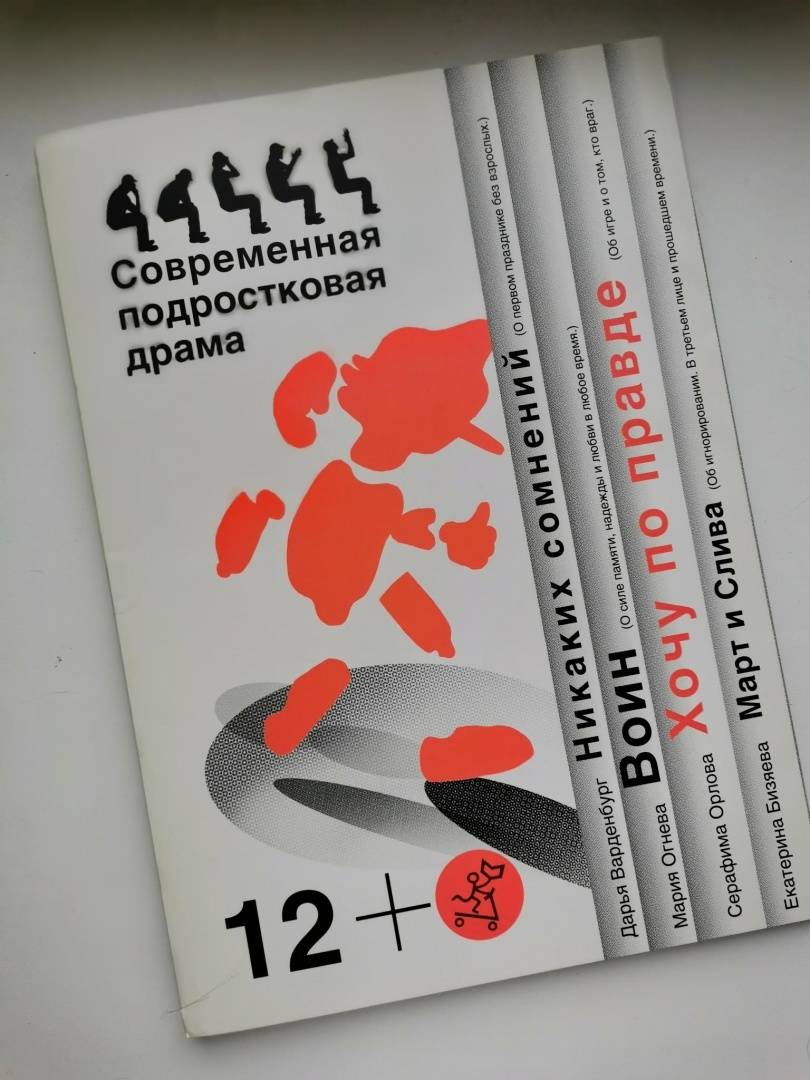 Современная
подростковая
драма
12+
Дарья Варденбург Никаких сомнений (О первом празднике без взрослых.)
Мария Огнева Воин (О силе памяти, надежды и любви в любое время.)
Серафима Орлова Хочу по правде (Об игре и о том, кто враг.)
Екатерина Бизяева Март и Слива (Об игнорировании. В третьем лице и прошедшем времени.)